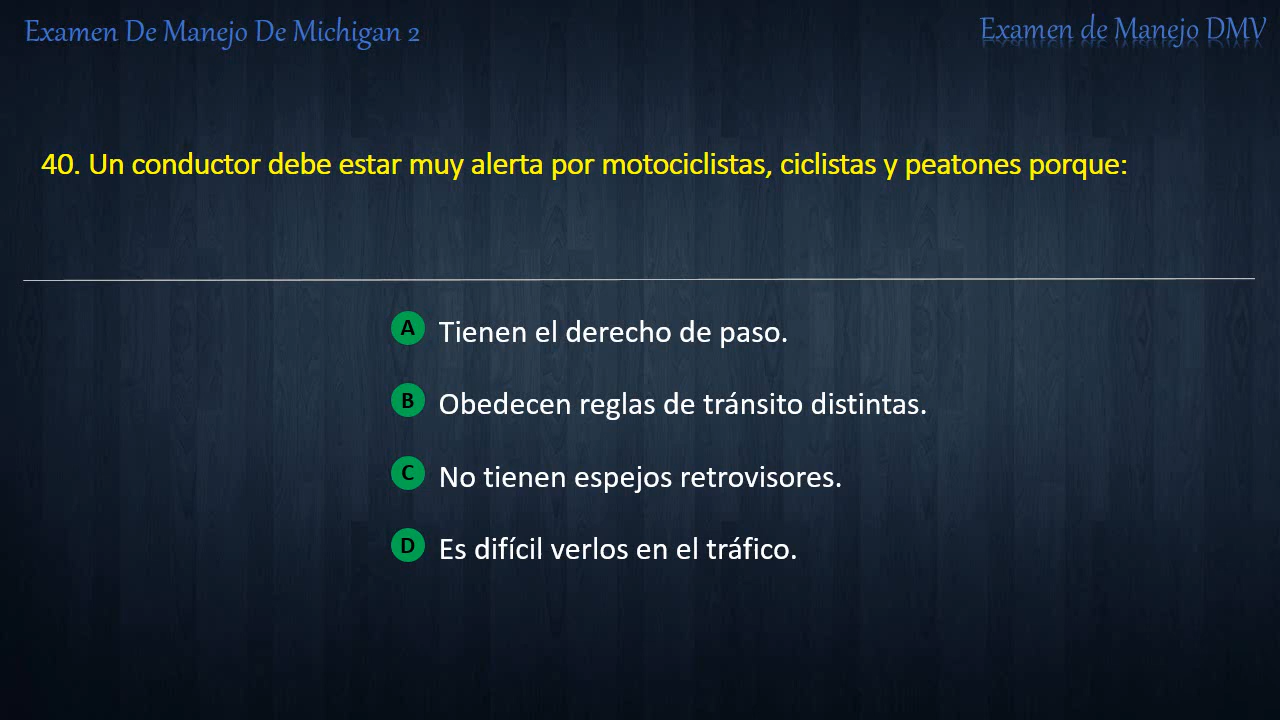 Examen De Manejo De Michigan 2
Examen de Manejo DMV
40. Un conductor debe estar muy alerta por motociclistas, ciclistas y peatones porque:
A Tienen el derecho de paso.
B Obedecen reglas de tránsito distintas.
C No tienen espejos retrovisores.
D Es difícil verlos en el tráfico.